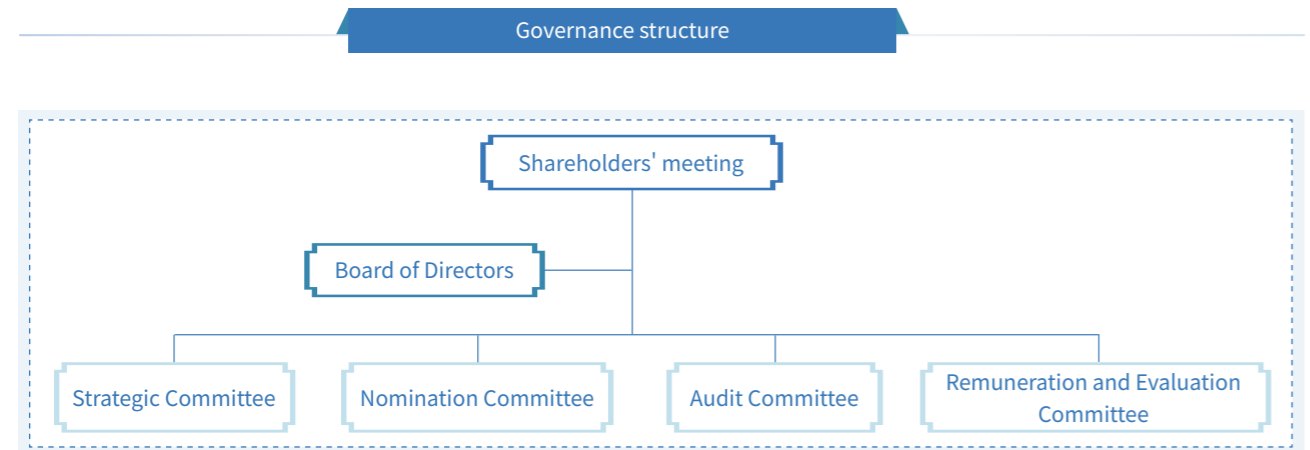 Governance structure
Shareholders' meeting
Board of Directors
Strategic Committee
Nomination Committee
Audit Committee
Remuneration and Evaluation
Committee